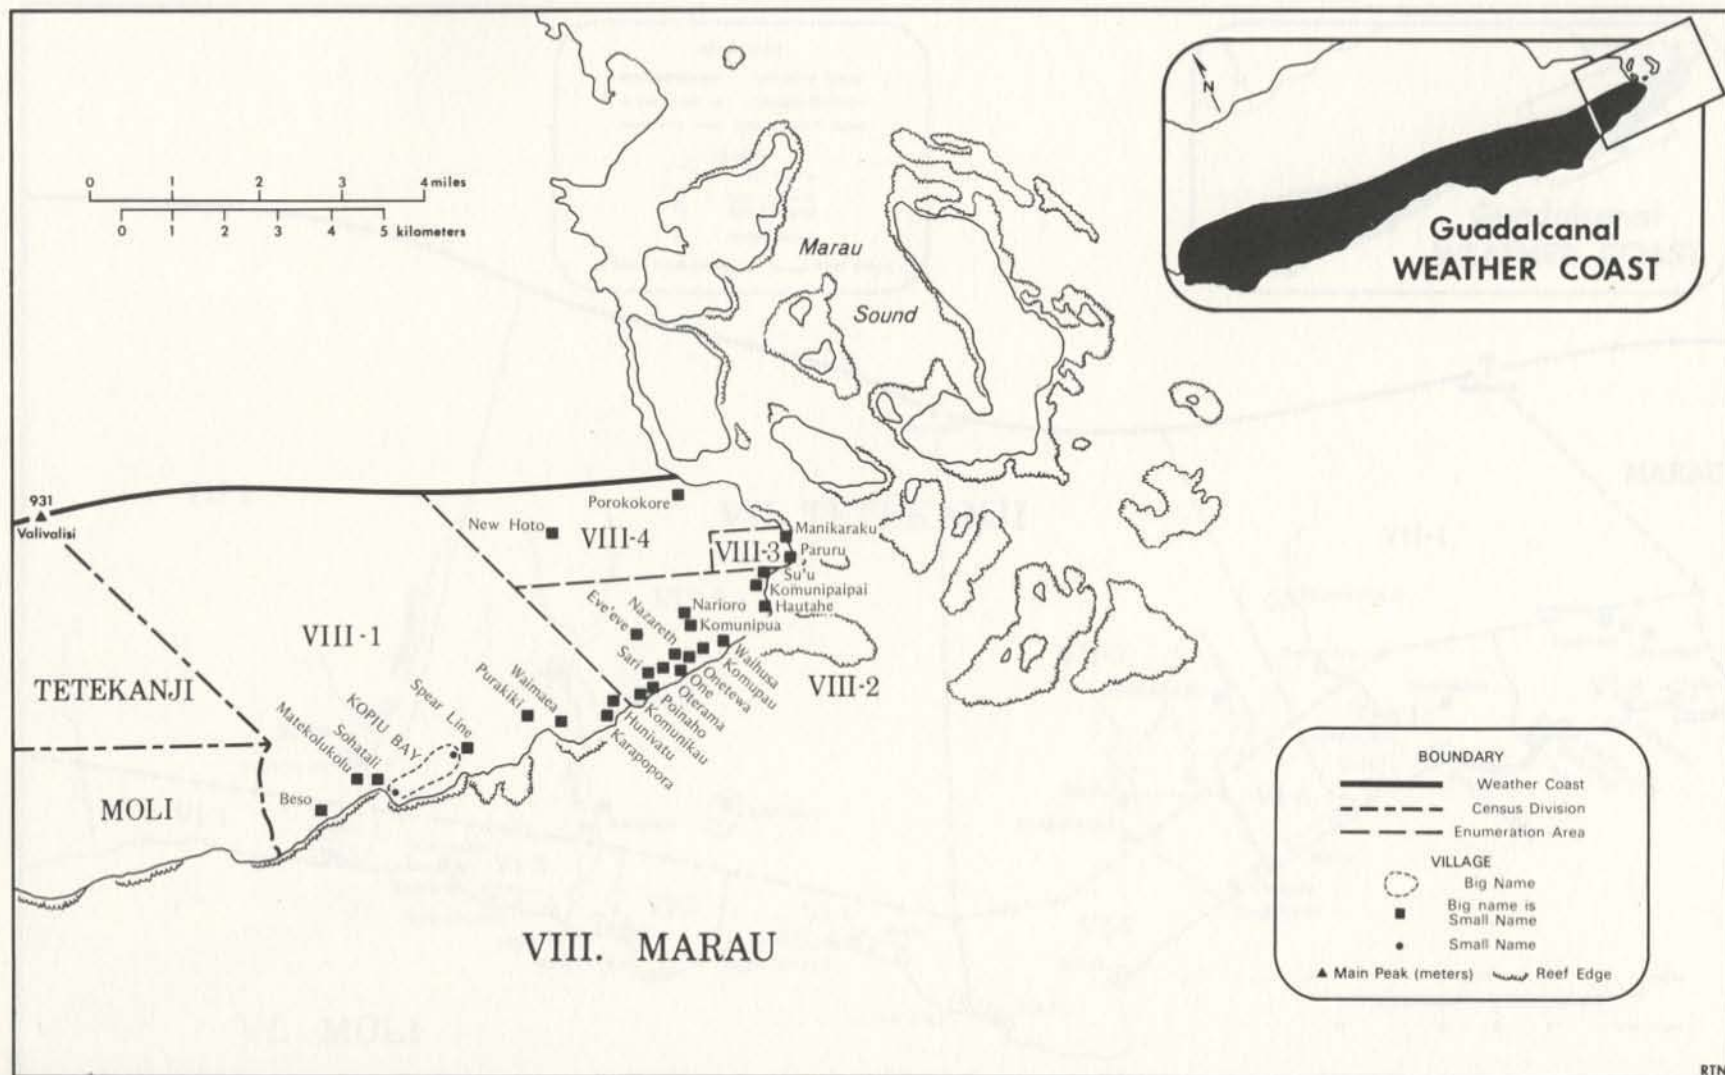 N
Guadalcanal
WEATHER COAST
0 1 2 3 4 miles
0 1 2 3 4 5 kilometers
Marau
Sound
931
Valivalisi
Porokokore
New Hoto
VIII-4
Manikaraku
VIII-3
Paruru
Su'u
Komunipaipai
Hautahe
Narioro
Komunipua
Nazareth
Eve'eve
Sari
VIII-1
VIII-2
Waihusa
Komupau
Onetewa
One
Oterama
Poinaho
Komunikau
Hunivatu
Karapopora
Waimaea
Purakiki
Spear Line
KOPIU BAY
Sohatali
Matekolukolu
Beso
TETEKANJI
MOLI
VIII. MARAU
BOUNDARY
Weather Coast
Census Division
Enumeration Area
VILLAGE
Big Name
Big name is
Small Name
Small Name
Main Peak (meters) Reef Edge
RTN